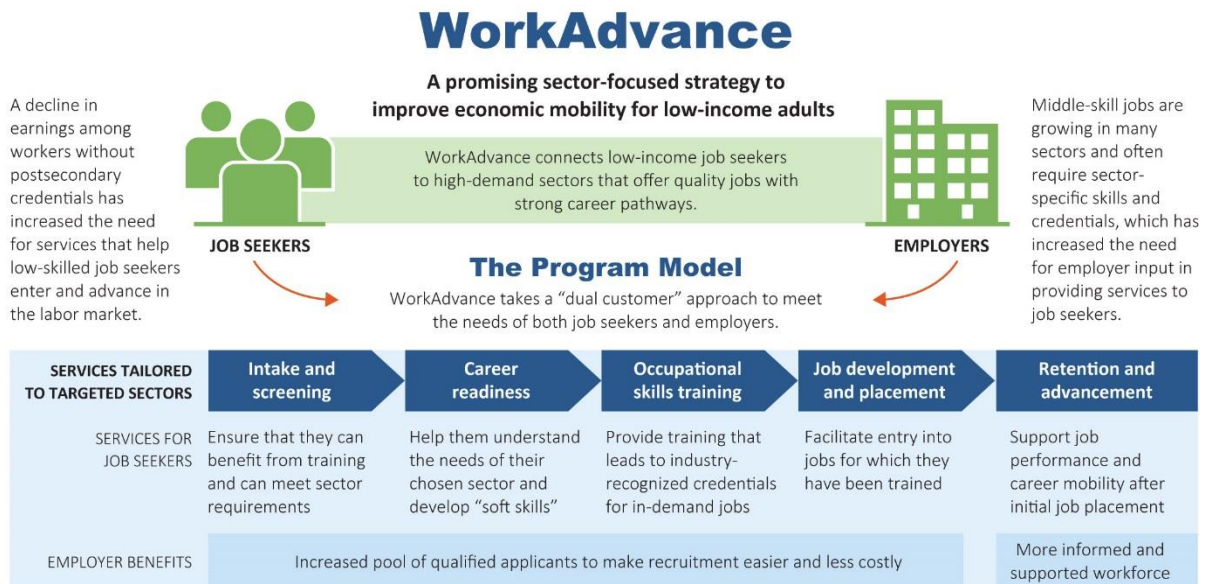 WorkAdvance
A promising sector-focused strategy to
improve economic mobility for low-income adults
A decline in
earnings among
workers without
postsecondary
credentials has
increased the need
for services that help
low-skilled job seekers
enter and advance in
the labor market.
JOB SEEKERS
WorkAdvance connects low-income job seekers
to high-demand sectors that offer quality jobs with
strong career pathways.
EMPLOYERS
Middle-skill jobs are
growing in many
sectors and often
require sector-
specific skills and
credentials, which has
increased the need
for employer input in
providing services to
job seekers.
The Program Model
WorkAdvance takes a “dual customer” approach to meet
the needs of both job seekers and employers.
SERVICES TAILORED
TO TARGETED SECTORS
Intake and
screening
Career
readiness
Occupational
skills training
Job development
and placement
Retention and
advancement
SERVICES FOR
JOB SEEKERS
Ensure that they can
benefit from training
and can meet sector
requirements
Help them understand
the needs of their
chosen sector and
develop “soft skills”
Provide training that
leads to industry-
recognized credentials
for in-demand jobs
Facilitate entry into
jobs for which they
have been trained
Support job
performance and
career mobility after
initial job placement
EMPLOYER BENEFITS
Increased pool of qualified applicants to make recruitment easier and less costly
More informed and
supported workforce